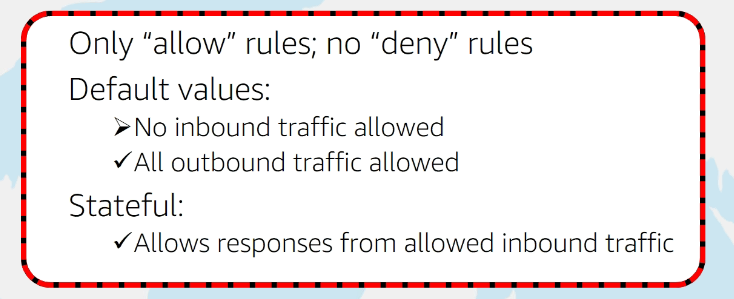 Only “allow” rules; no “deny” rules
Default values:
➢No inbound traffic allowed
✓All outbound traffic allowed
Stateful:
✓Allows responses from allowed inbound traffic